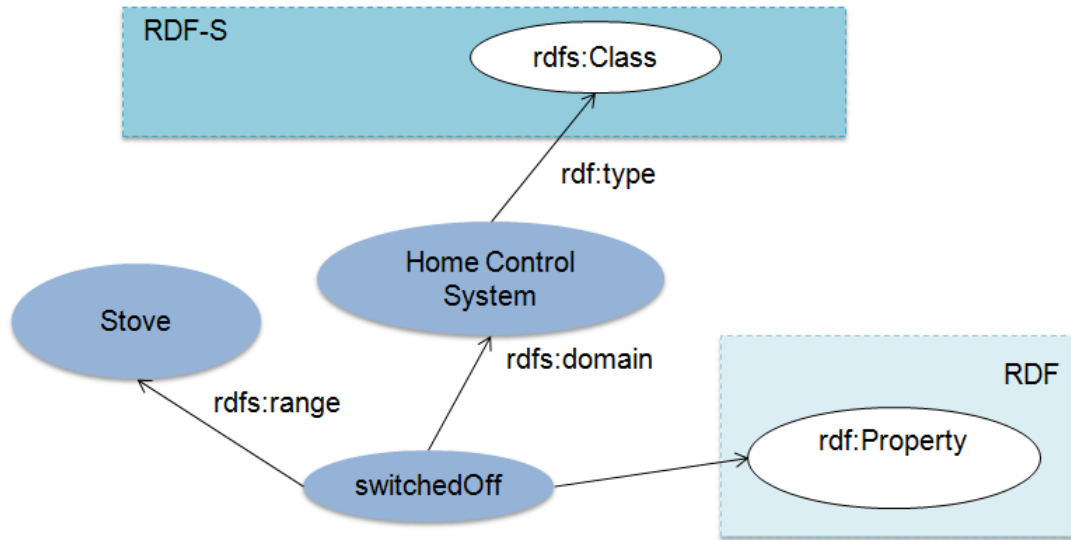 RDF-S
rdfs:Class
rdf:type
Home Control
System
Stove
rdfs:domain
RDF
rdfs:range
rdf:Property
switchedOff